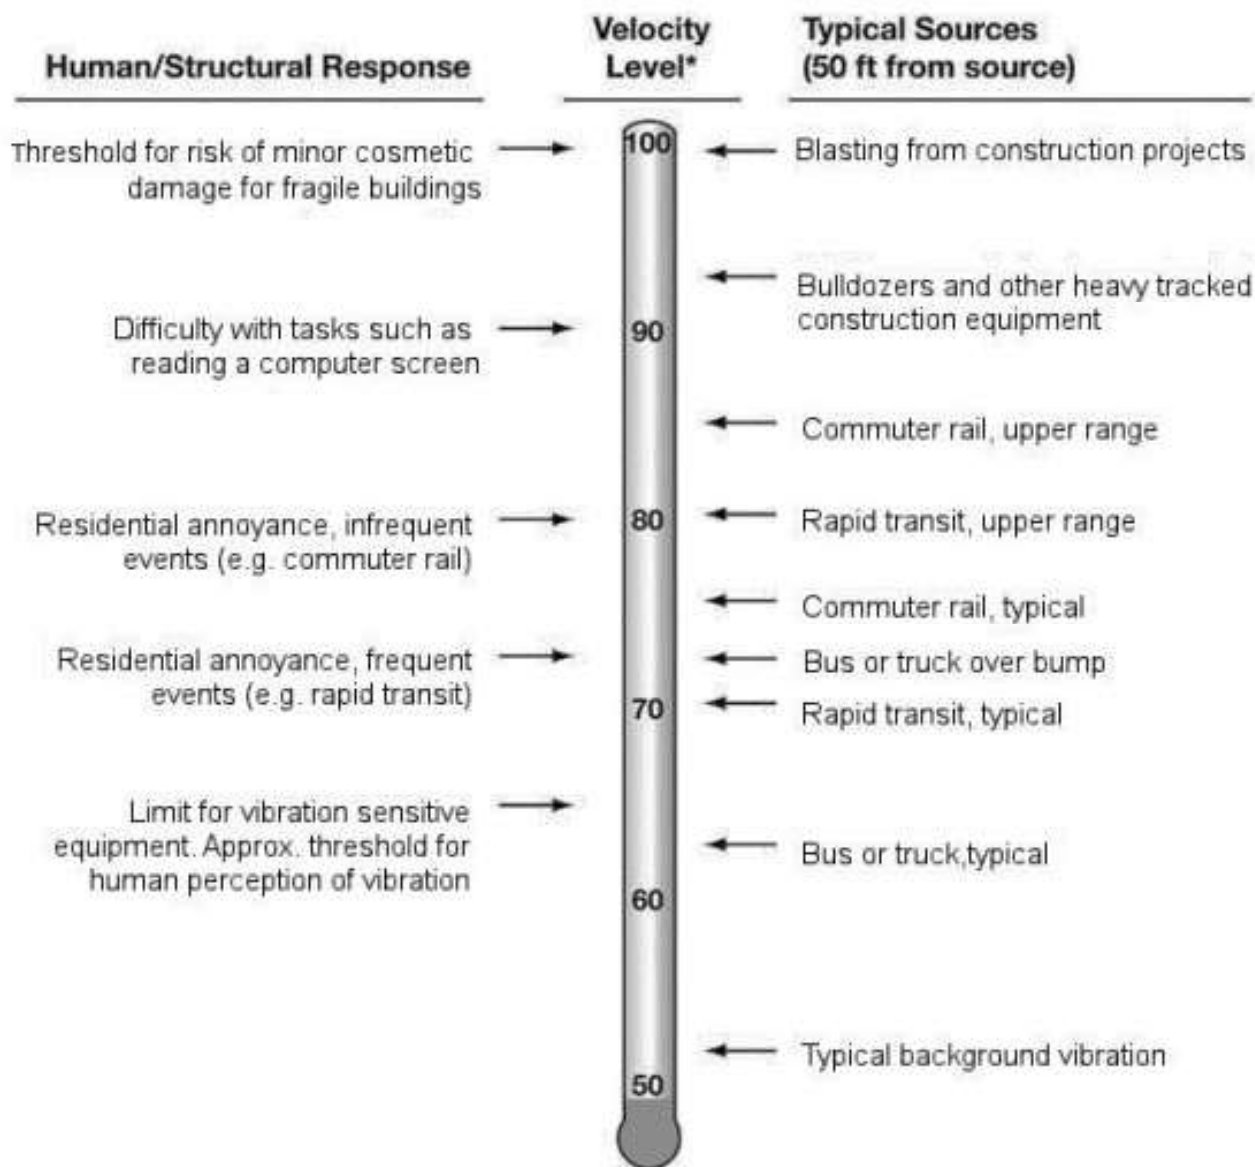 Human/Structural Response
Velocity
Level*
Typical Sources
(50 ft from source)
Threshold for risk of minor cosmetic
damage for fragile buildings
100
Blasting from construction projects
Bulldozers and other heavy tracked
construction equipment
Difficulty with tasks such as
reading a computer screen
90
Commuter rail, upper range
Residential annoyance, infrequent
events (e.g. commuter rail)
80
Rapid transit, upper range
Commuter rail, typical
Residential annoyance, frequent
events (e.g. rapid transit)
Bus or truck over bump
70
Rapid transit, typical
Limit for vibration sensitive
equipment. Approx. threshold for
human perception of vibration
Bus or truck,typical
60
Typical background vibration
50